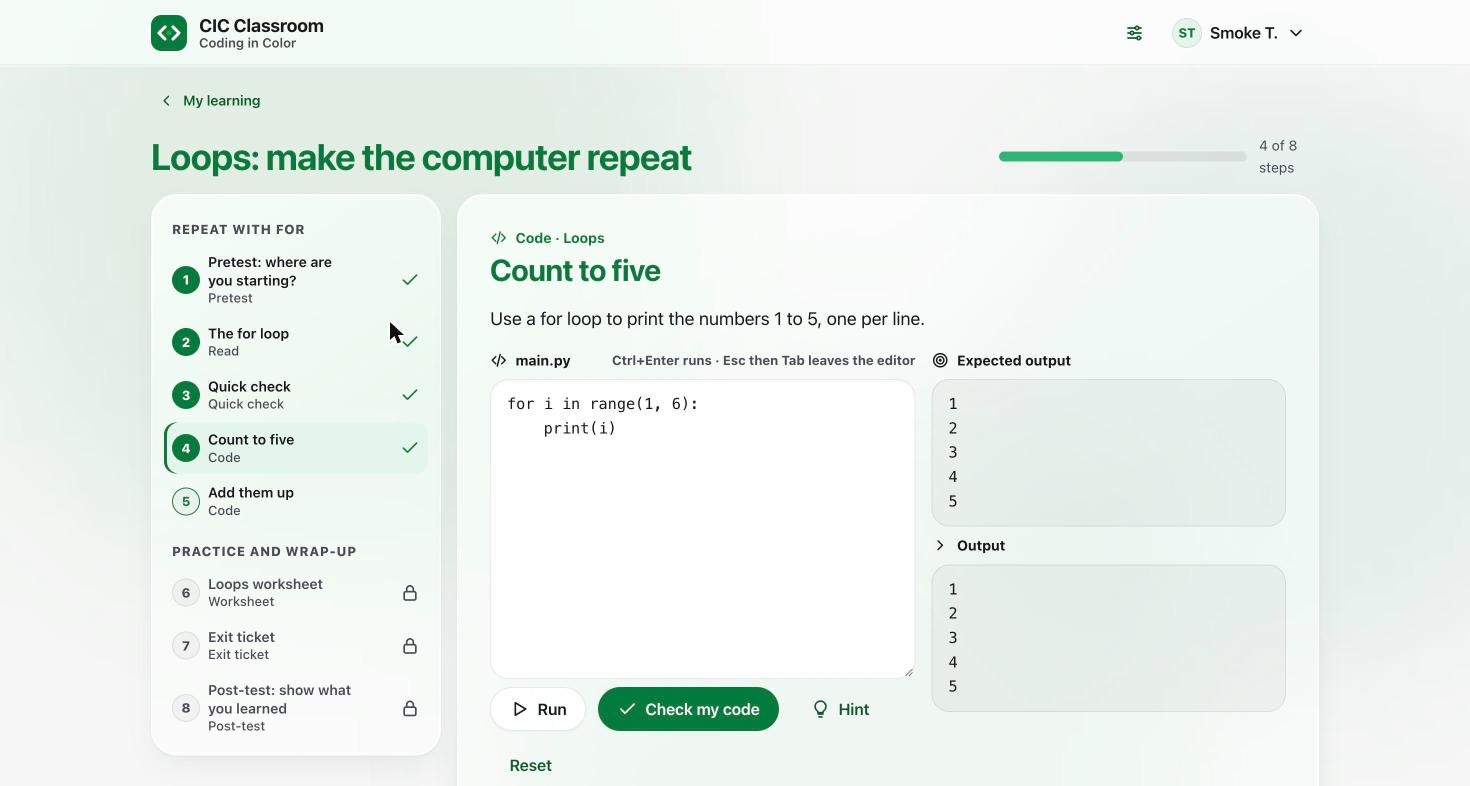 CIC Classroom
Coding in Color
ST
Smoke T.
My learning
Loops: make the computer repeat
4 of 8
steps
REPEAT WITH FOR
1
Pretest: where are
you starting?
Pretest
2
The for loop
Read
3
Quick check
Quick check
4
Count to five
Code
5
Add them up
Code
PRACTICE AND WRAP-UP
6
Loops worksheet
Worksheet
7
Exit ticket
Exit ticket
8
Post-test: show what
you learned
Post-test
Code · Loops
Count to five
Use a for loop to print the numbers 1 to 5, one per line.
main.py
Ctrl+Enter runs · Esc then Tab leaves the editor
for i in range(1, 6):
    print(i)
Run
Check my code
Hint
Reset
Expected output
1
2
3
4
5
Output
1
2
3
4
5